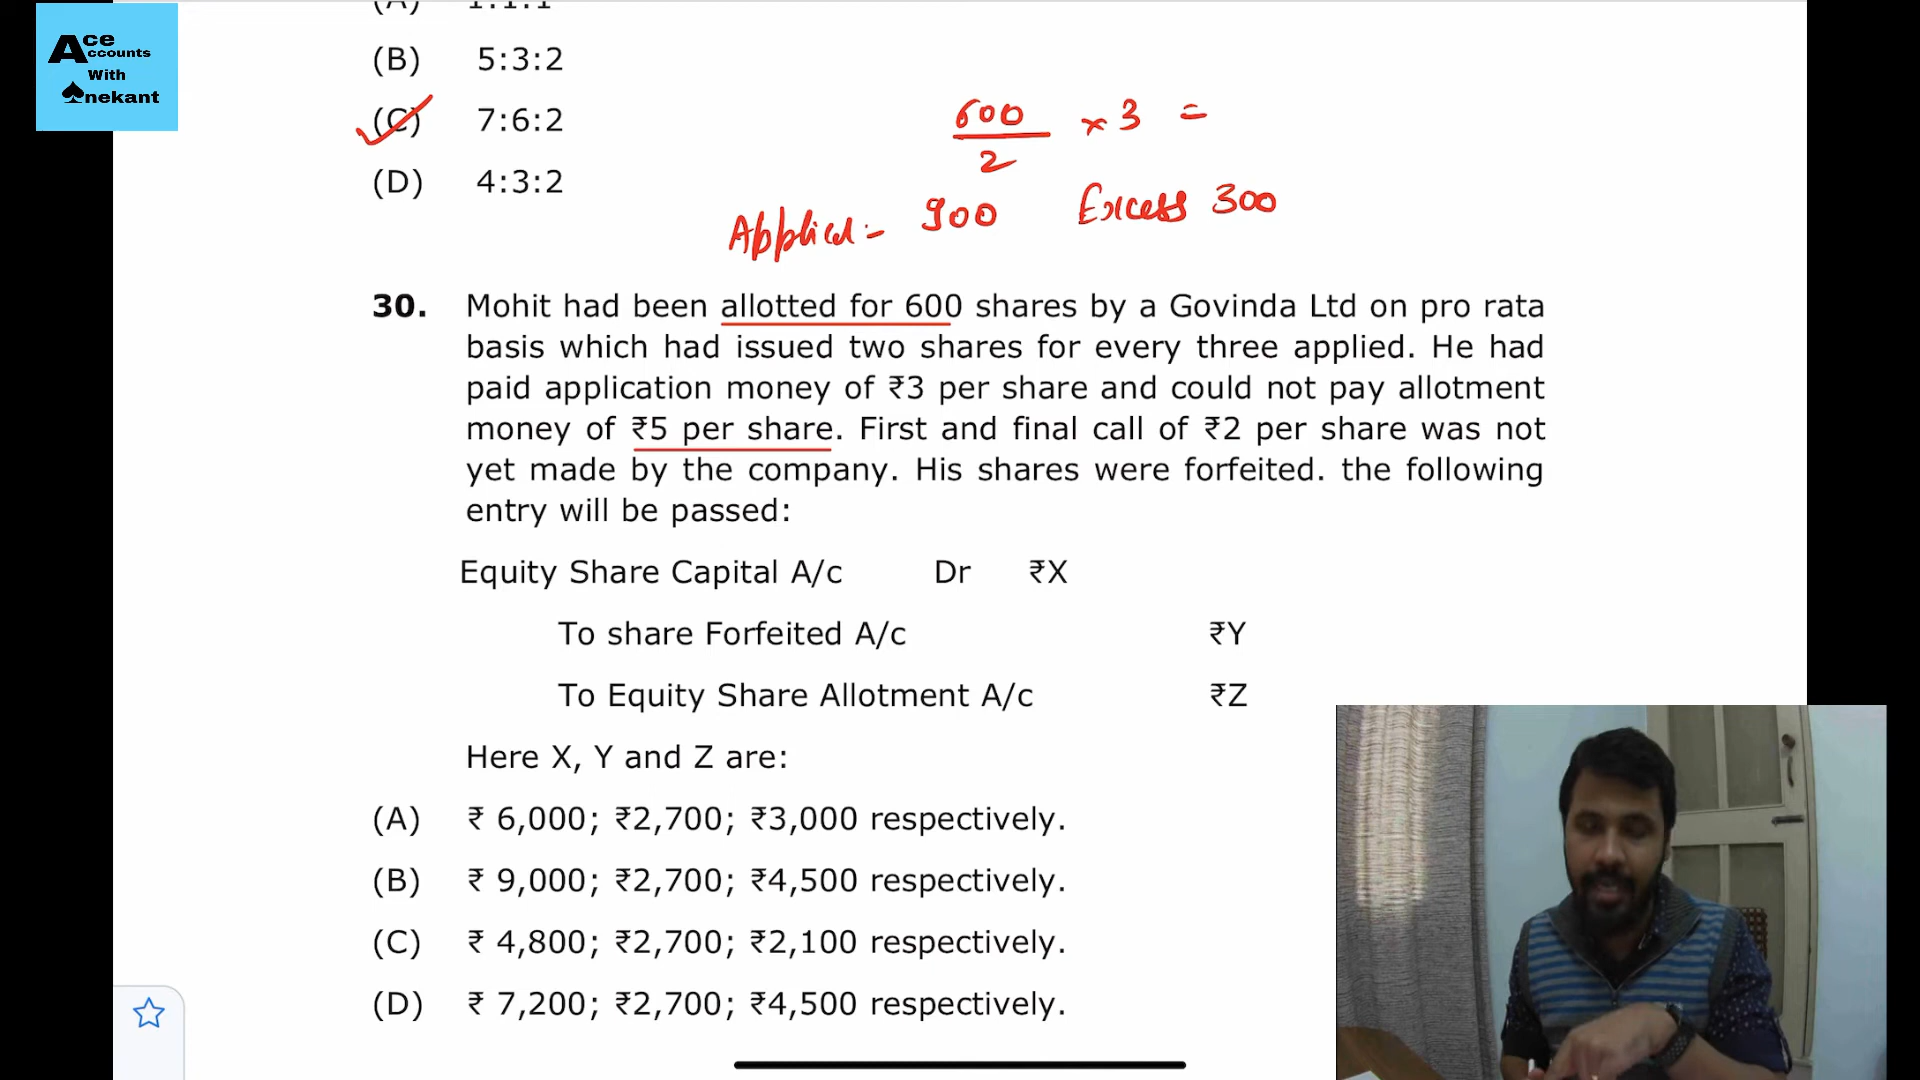 Ace
Accounts
With
Anekant
(A) 1:1:1
(B) 5:3:2
(C) 7:6:2
(D) 4:3:2
600
2
× 3 =
Applied:- 900 Excess 300
30. Mohit had been allotted for 600 shares by a Govinda Ltd on pro rata
basis which had issued two shares for every three applied. He had
paid application money of ₹3 per share and could not pay allotment
money of ₹5 per share. First and final call of ₹2 per share was not
yet made by the company. His shares were forfeited. the following
entry will be passed:
Equity Share Capital A/c Dr ₹X
To share Forfeited A/c ₹Y
To Equity Share Allotment A/c ₹Z
Here X, Y and Z are:
(A) ₹ 6,000; ₹2,700; ₹3,000 respectively.
(B) ₹ 9,000; ₹2,700; ₹4,500 respectively.
(C) ₹ 4,800; ₹2,700; ₹2,100 respectively.
(D) ₹ 7,200; ₹2,700; ₹4,500 respectively.